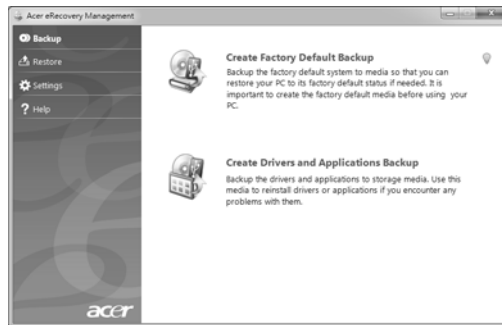 Acer eRecovery Management
Backup
Restore
Settings
Help
Create Factory Default Backup
Backup the factory default system to media so that you can
restore your PC to its factory default status if needed. It is
important to create the factory default media before using your
PC.
Create Drivers and Applications Backup
Backup the drivers and applications to storage media. Use this
media to reinstall drivers or applications if you encounter any
problems with them.
acer